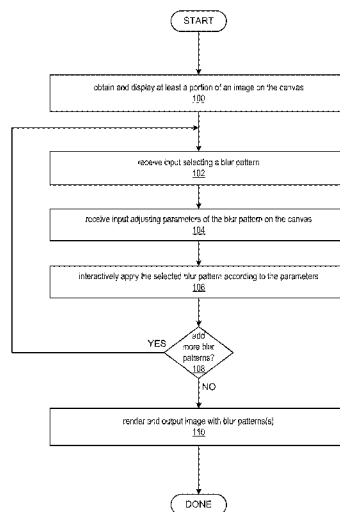 START
obtain and display at least a portion of an image on the canvas
100
receive input selecting a blur pattern
102
receive input adjusting parameters of the blur pattern on the canvas
104
interactively apply the selected blur pattern according to the parameters
106
YES
add
more blur
patterns?
108
NO
render and output image with blur patterns(s)
110
DONE